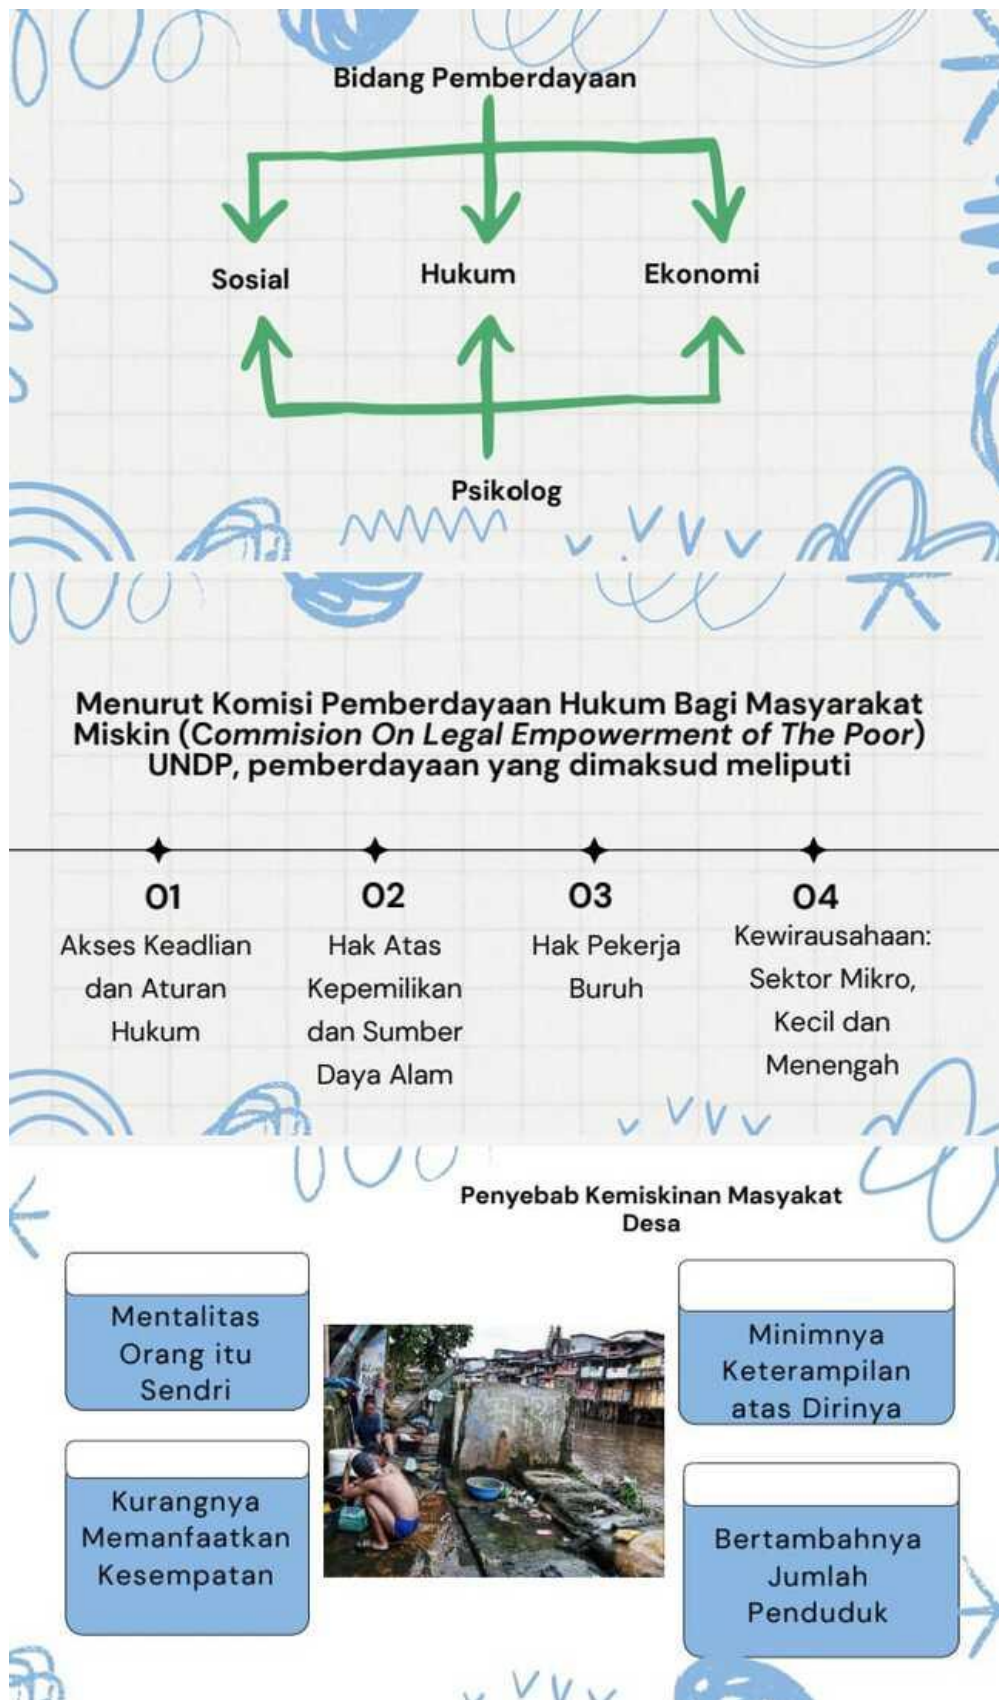 Bidang Pemberdayaan
Sosial
Hukum
Ekonomi
Psikolog
Menurut Komisi Pemberdayaan Hukum Bagi Masyarakat
Miskin (Commision On Legal Empowerment of The Poor)
UNDP, pemberdayaan yang dimaksud meliputi
01
Akses Keadlian
dan Aturan
Hukum
02
Hak Atas
Kepemilikan
dan Sumber
Daya Alam
03
Hak Pekerja
Buruh
04
Kewirausahaan:
Sektor Mikro,
Kecil dan
Menengah
Penyebab Kemiskinan Masyakat
Desa
Mentalitas
Orang itu
Sendri
Kurangnya
Memanfaatkan
Kesempatan
Minimnya
Keterampilan
atas Dirinya
Bertambahnya
Jumlah
Penduduk